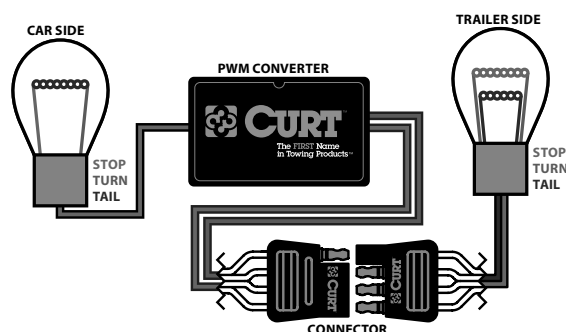 CAR SIDE
TRAILER SIDE
PWM CONVERTER
CURT
The FIRST Name
in Towing Products™
STOP
TURN
TAIL
STOP
TURN
TAIL
CURT
CURT
CONNECTOR